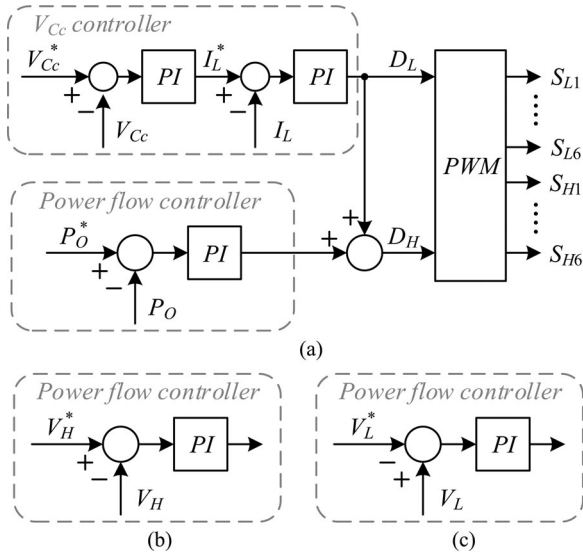 V_Cc controller
V_Cc^* PI I_L^* PI D_L S_L1
+ − + −
V_Cc I_L
PWM
S_L6
S_H1
Power flow controller
P_O^* PI + + D_H S_H6
+ −
P_O
(a)
Power flow controller
V_H^* PI
+ −
V_H
(b)
Power flow controller
V_L^* PI
− +
V_L
(c)